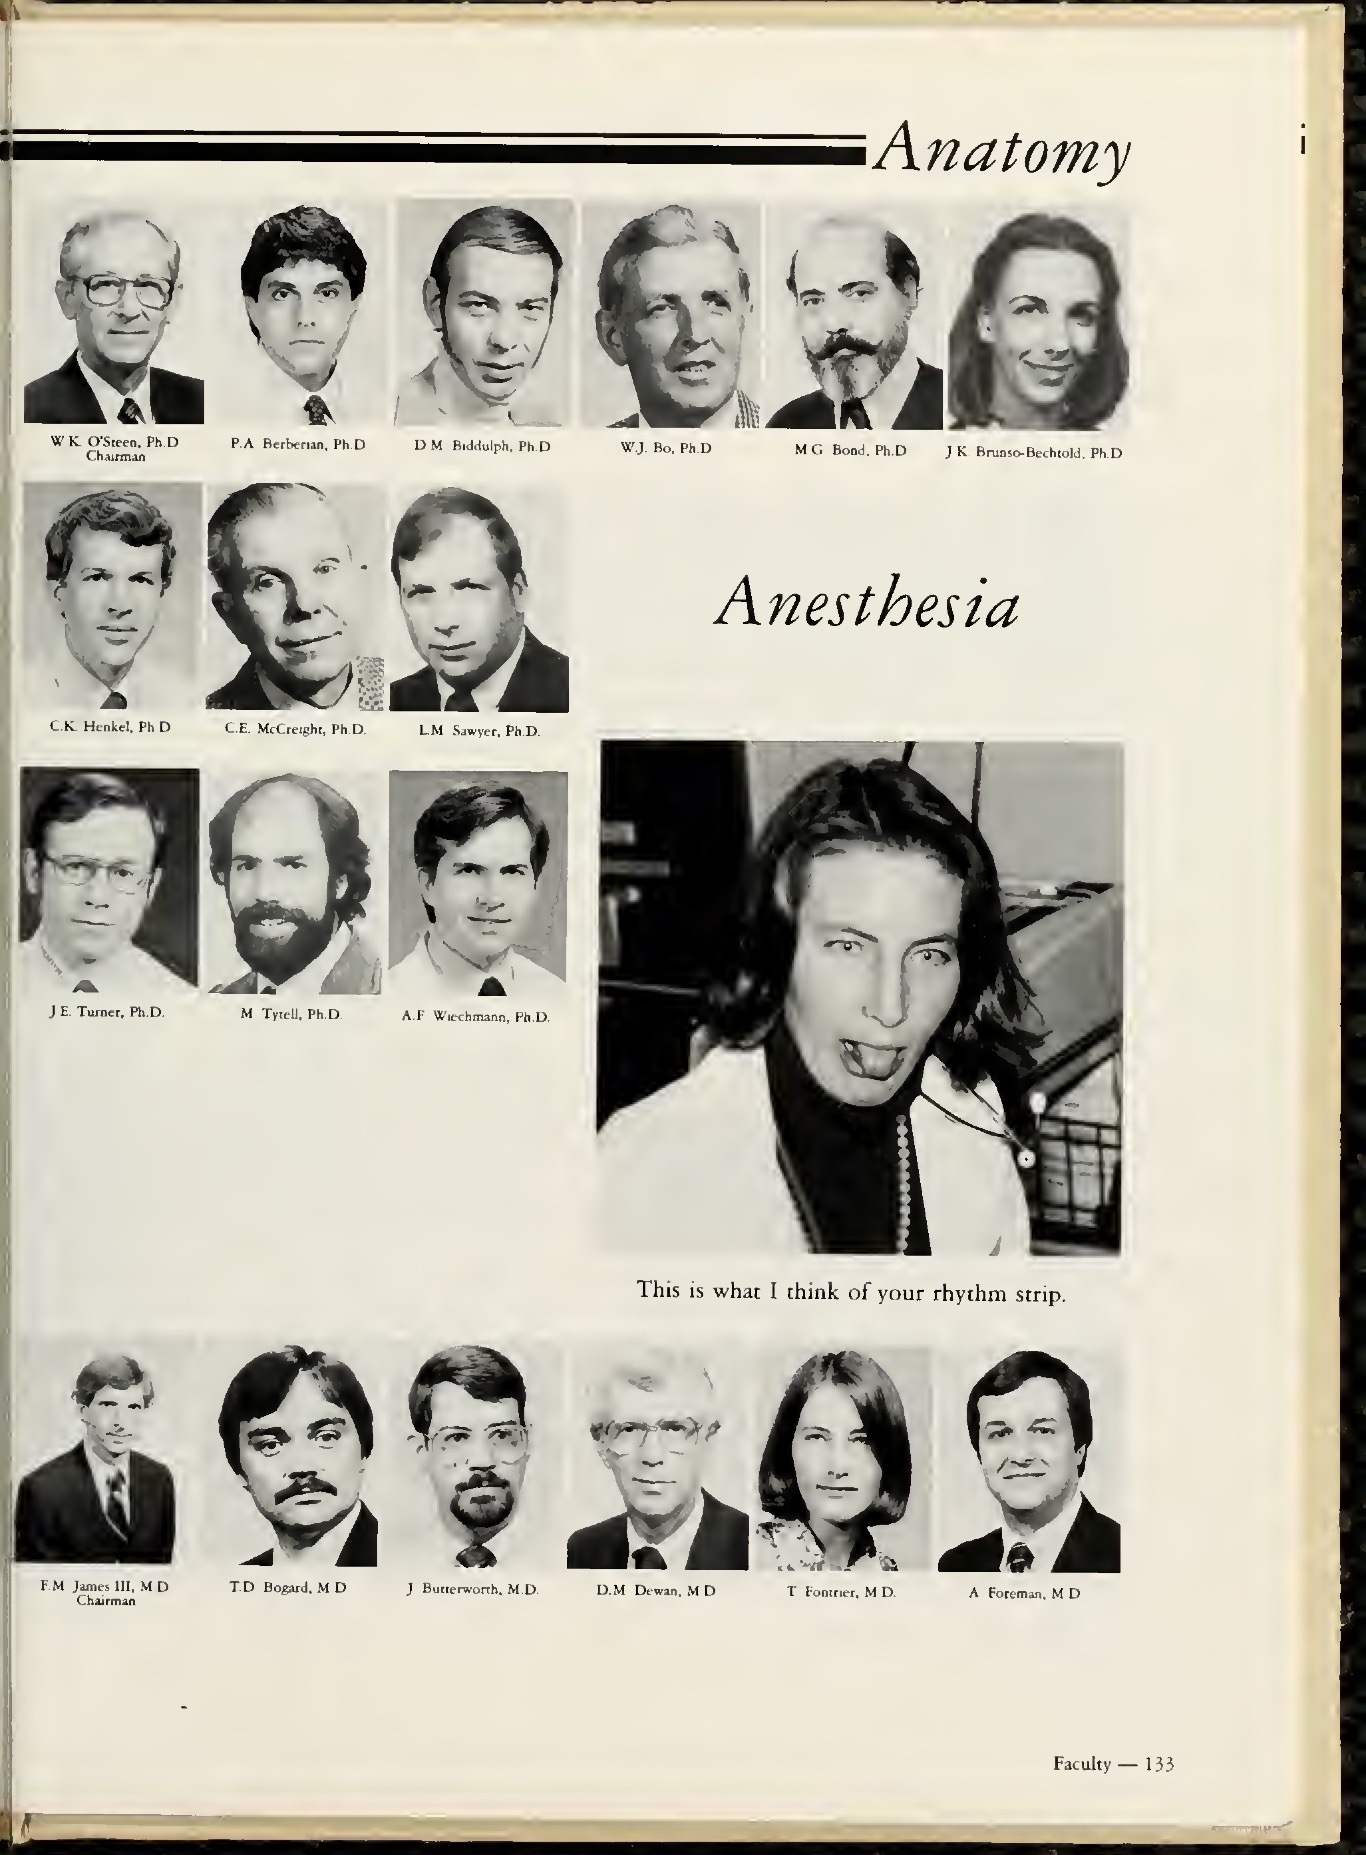 Anatomy
W K. O'Steen, Ph.D
Chairman
P.A Berberian, Ph.D
D M Biddulph, Ph.D
W.J. Bo, Ph.D
M G Bond, Ph.D
J K Brunso-Bechtold, Ph.D
C.K. Henkel, Ph D
C.E. McCreight, Ph.D.
L.M Sawyer, Ph.D.
Anesthesia
J E. Turner, Ph.D.
M Tytell, Ph.D.
A.F Wiechmann, Ph.D.
This is what I think of your rhythm strip.
F.M James III, M D
Chairman
T.D Bogard, M D
J Butterworth, M.D.
D.M Dewan, M D
T Fontrier, M D.
A Foreman, M D
Faculty — 133